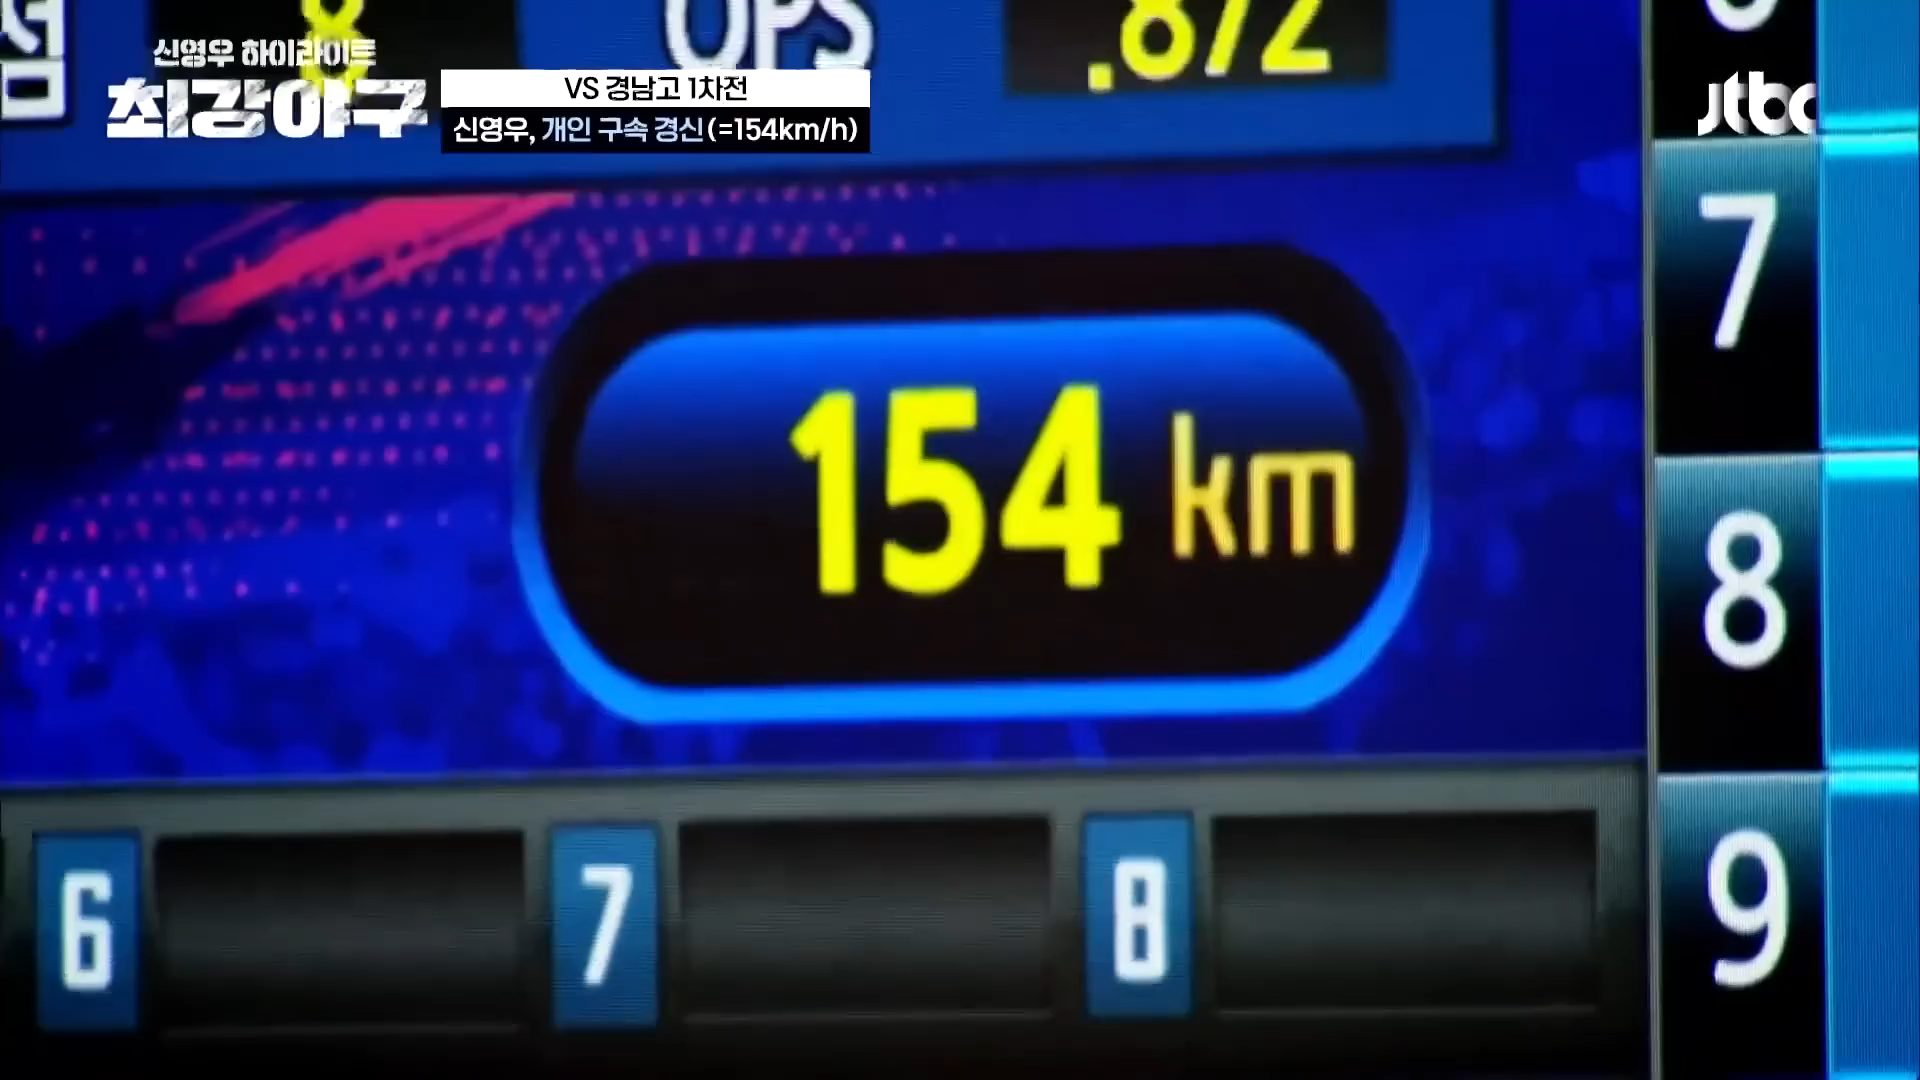 점 8 OPS .872
신영우 하이라이트
최강야구
VS 경남고 1차전
신영우, 개인 구속 경신(=154km/h)
jtbc
7
154 km
8
6 7 8
9